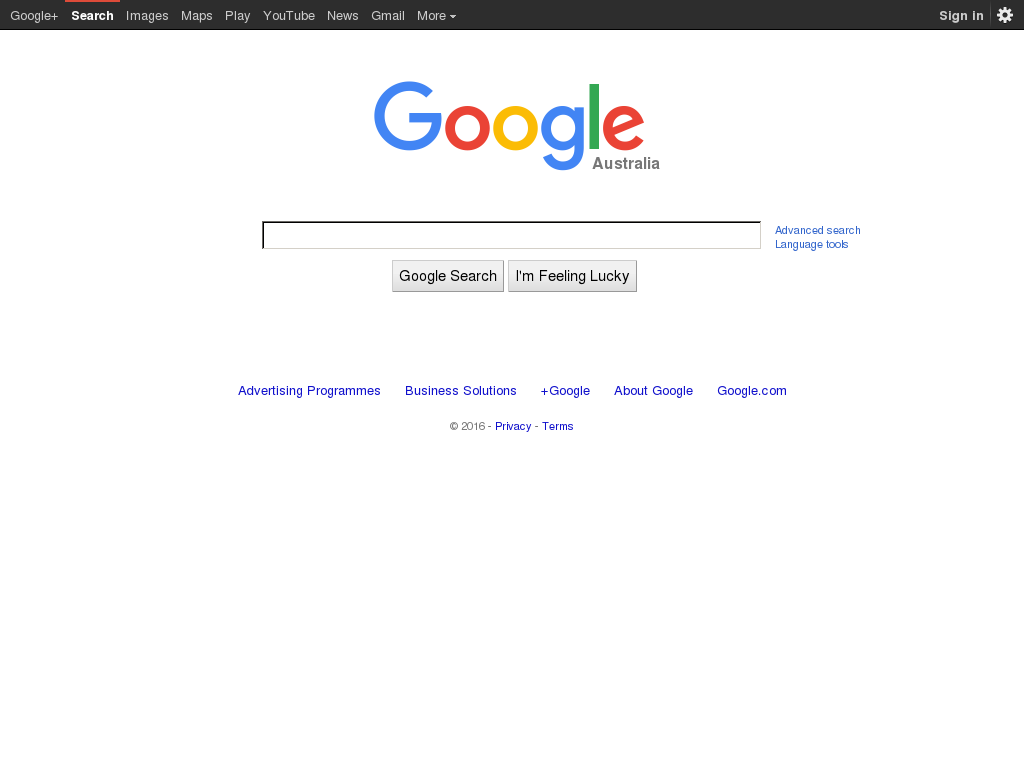 Google+ Search Images Maps Play YouTube News Gmail More Sign in
Google
Australia
Advanced search
Language tools
Google Search I'm Feeling Lucky
Advertising Programmes Business Solutions +Google About Google Google.com
© 2016 - Privacy - Terms